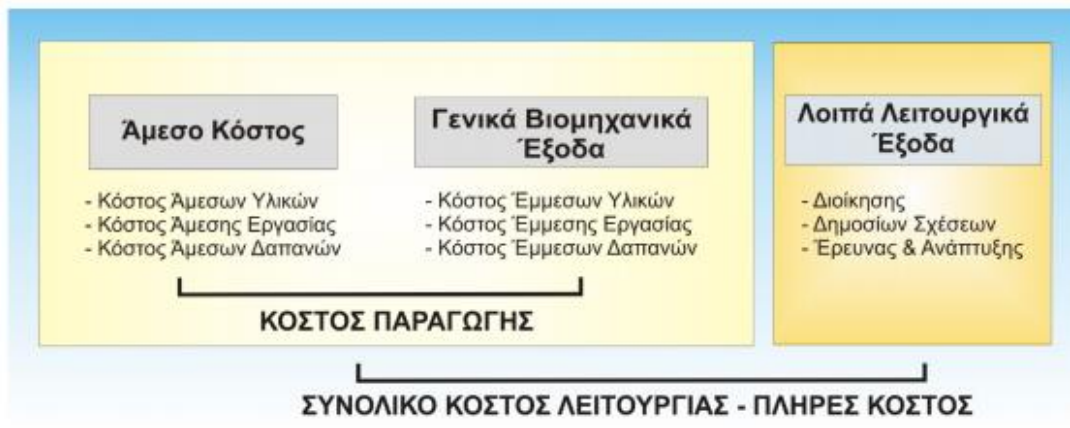 Άμεσο Κόστος
- Κόστος Άμεσων Υλικών
- Κόστος Άμεσης Εργασίας
- Κόστος Άμεσων Δαπανών
Γενικά Βιομηχανικά
Έξοδα
- Κόστος Έμμεσων Υλικών
- Κόστος Έμμεσης Εργασίας
- Κόστος Έμμεσων Δαπανών
ΚΟΣΤΟΣ ΠΑΡΑΓΩΓΗΣ
Λοιπά Λειτουργικά
Έξοδα
- Διοίκησης
- Δημοσίων Σχέσεων
- Έρευνας & Ανάπτυξης
ΣΥΝΟΛΙΚΟ ΚΟΣΤΟΣ ΛΕΙΤΟΥΡΓΙΑΣ - ΠΛΗΡΕΣ ΚΟΣΤΟΣ